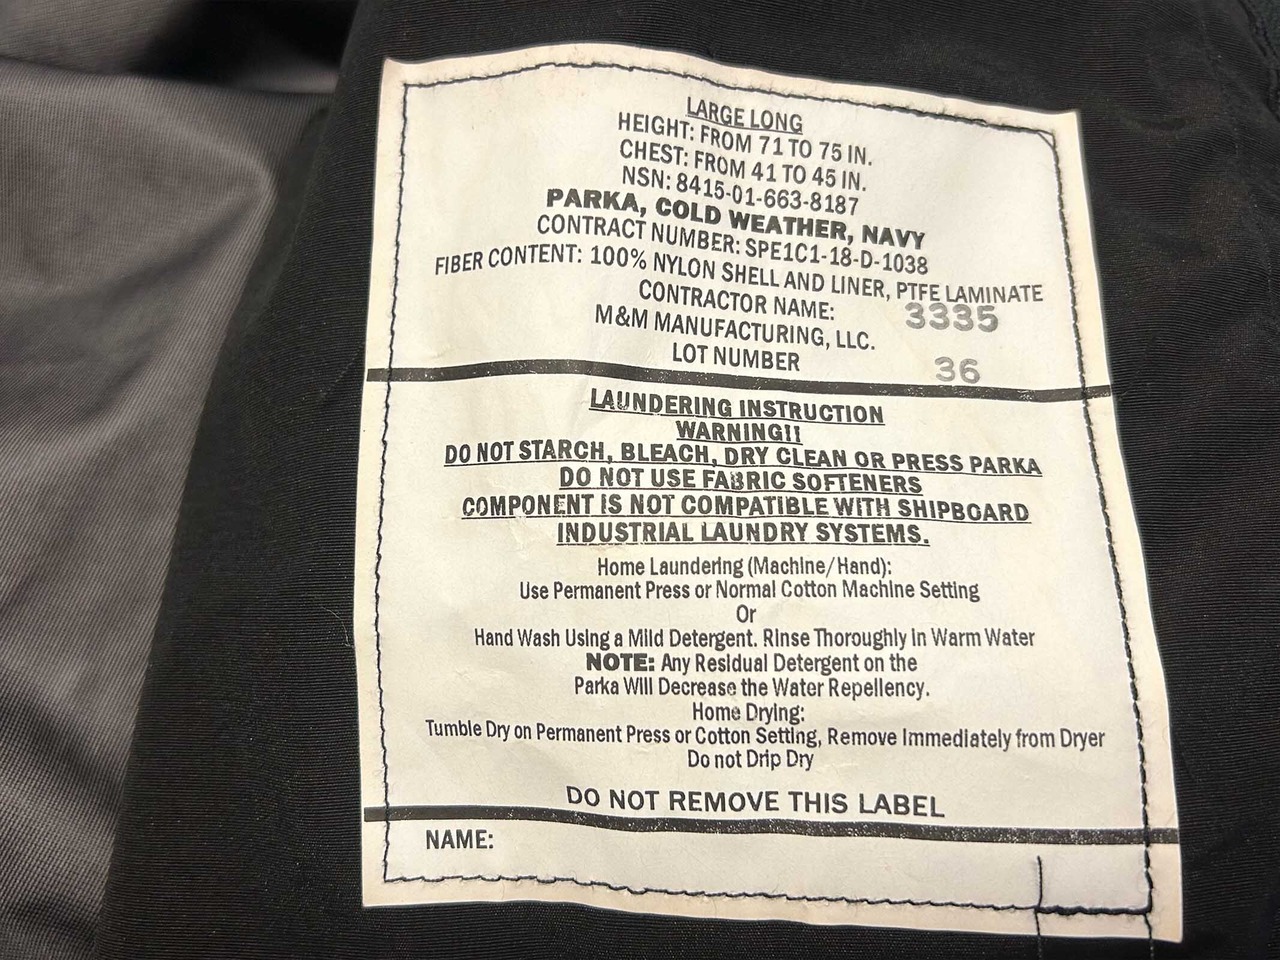 LARGE LONG
HEIGHT: FROM 71 TO 75 IN.
CHEST: FROM 41 TO 45 IN.
NSN: 8415-01-663-8187
PARKA, COLD WEATHER, NAVY
CONTRACT NUMBER: SPE1C1-18-D-1038
FIBER CONTENT: 100% NYLON SHELL AND LINER, PTFE LAMINATE
CONTRACTOR NAME: 3335
M&M MANUFACTURING, LLC.
LOT NUMBER 36
LAUNDERING INSTRUCTION
WARNING!!
DO NOT STARCH, BLEACH, DRY CLEAN OR PRESS PARKA
DO NOT USE FABRIC SOFTENERS
COMPONENT IS NOT COMPATIBLE WITH SHIPBOARD
INDUSTRIAL LAUNDRY SYSTEMS.
Home Laundering (Machine/Hand):
Use Permanent Press or Normal Cotton Machine Setting
Or
Hand Wash Using a Mild Detergent. Rinse Thoroughly in Warm Water
NOTE: Any Residual Detergent on the
Parka Will Decrease the Water Repellency.
Home Drying:
Tumble Dry on Permanent Press or Cotton Setting, Remove Immediately from Dryer
Do not Drip Dry
DO NOT REMOVE THIS LABEL
NAME: